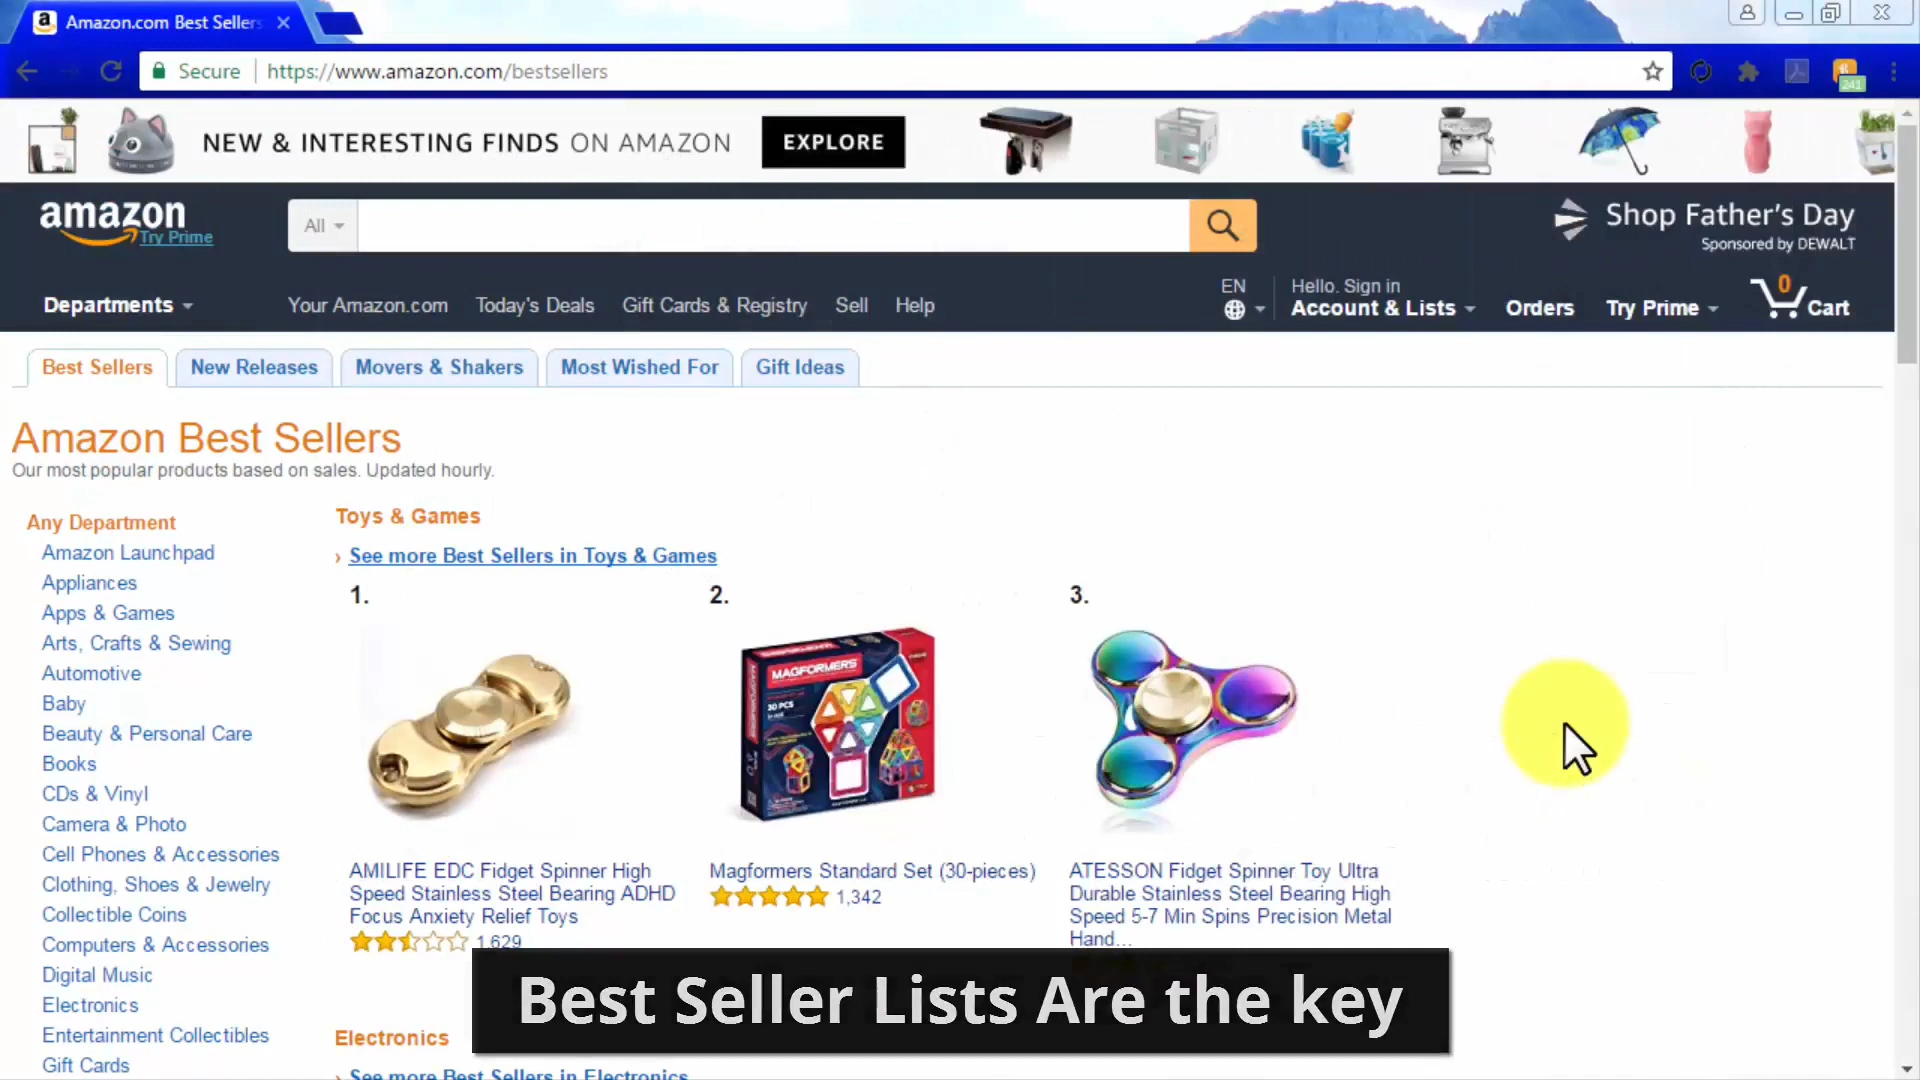 Amazon.com Best Sellers
Secure
https://www.amazon.com/bestsellers
241
NEW & INTERESTING FINDS ON AMAZON
EXPLORE
amazon
Try Prime
All
Shop Father's Day
Sponsored by DEWALT
Departments
Your Amazon.com
Today's Deals
Gift Cards & Registry
Sell
Help
EN
Hello. Sign in
Account & Lists
Orders
Try Prime
0
Cart
Best Sellers
New Releases
Movers & Shakers
Most Wished For
Gift Ideas
Amazon Best Sellers
Our most popular products based on sales. Updated hourly.
Any Department
Amazon Launchpad
Appliances
Apps & Games
Arts, Crafts & Sewing
Automotive
Baby
Beauty & Personal Care
Books
CDs & Vinyl
Camera & Photo
Cell Phones & Accessories
Clothing, Shoes & Jewelry
Collectible Coins
Computers & Accessories
Digital Music
Electronics
Entertainment Collectibles
Gift Cards
Toys & Games
› See more Best Sellers in Toys & Games
1.
AMILIFE EDC Fidget Spinner High
Speed Stainless Steel Bearing ADHD
Focus Anxiety Relief Toys
1,629
2.
MAGFORMERS
30 PCS
Magformers Standard Set (30-pieces)
1,342
3.
ATESSON Fidget Spinner Toy Ultra
Durable Stainless Steel Bearing High
Speed 5-7 Min Spins Precision Metal
Hand...
Electronics
› See more Best Sellers in Electronics
Best Seller Lists Are the key